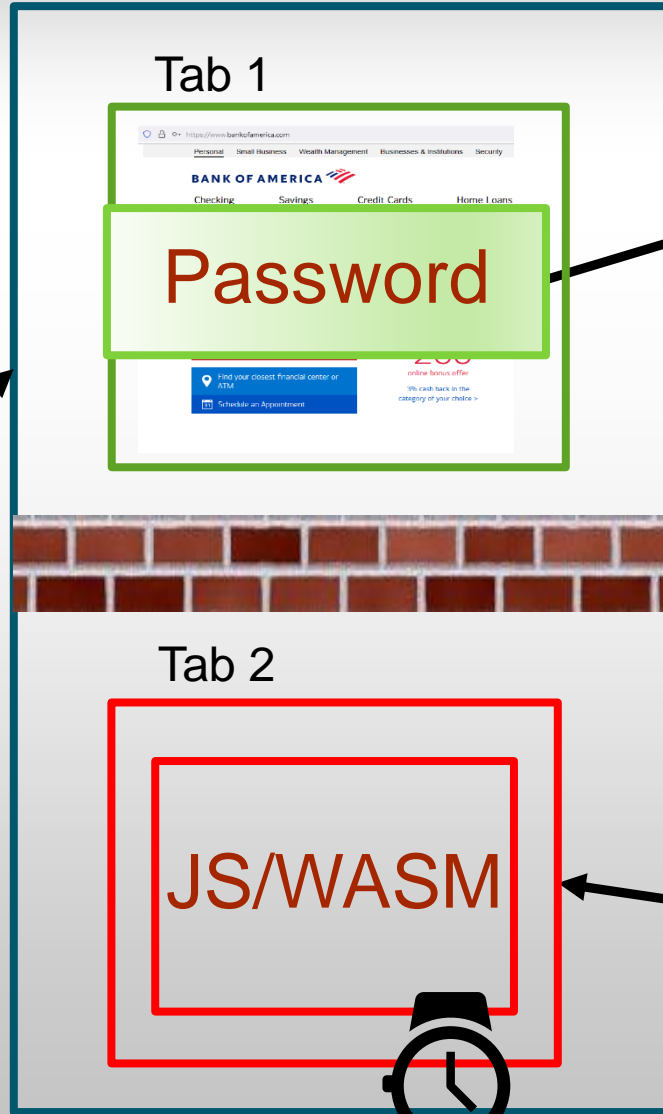 Tab 1
https://www.bankofamerica.com
Personal Small Business Wealth Management Businesses & Institutions Security
BANK OF AMERICA
Checking Savings Credit Cards Home Loans
Password
online bonus offer
Find your closest financial center or
ATM
3% cash back in the
category of your choice >
31 Schedule an Appointment
Tab 2
JS/WASM